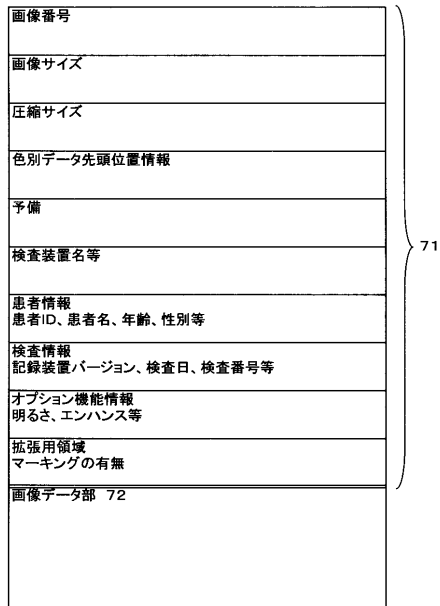 画像番号
画像サイズ
圧縮サイズ
色別データ先頭位置情報
予備
検査装置名等
71
患者情報
患者ID、患者名、年齢、性別等
検査情報
記録装置バージョン、検査日、検査番号等
オプション機能情報
明るさ、エンハンス等
拡張用領域
マーキングの有無
画像データ部 72